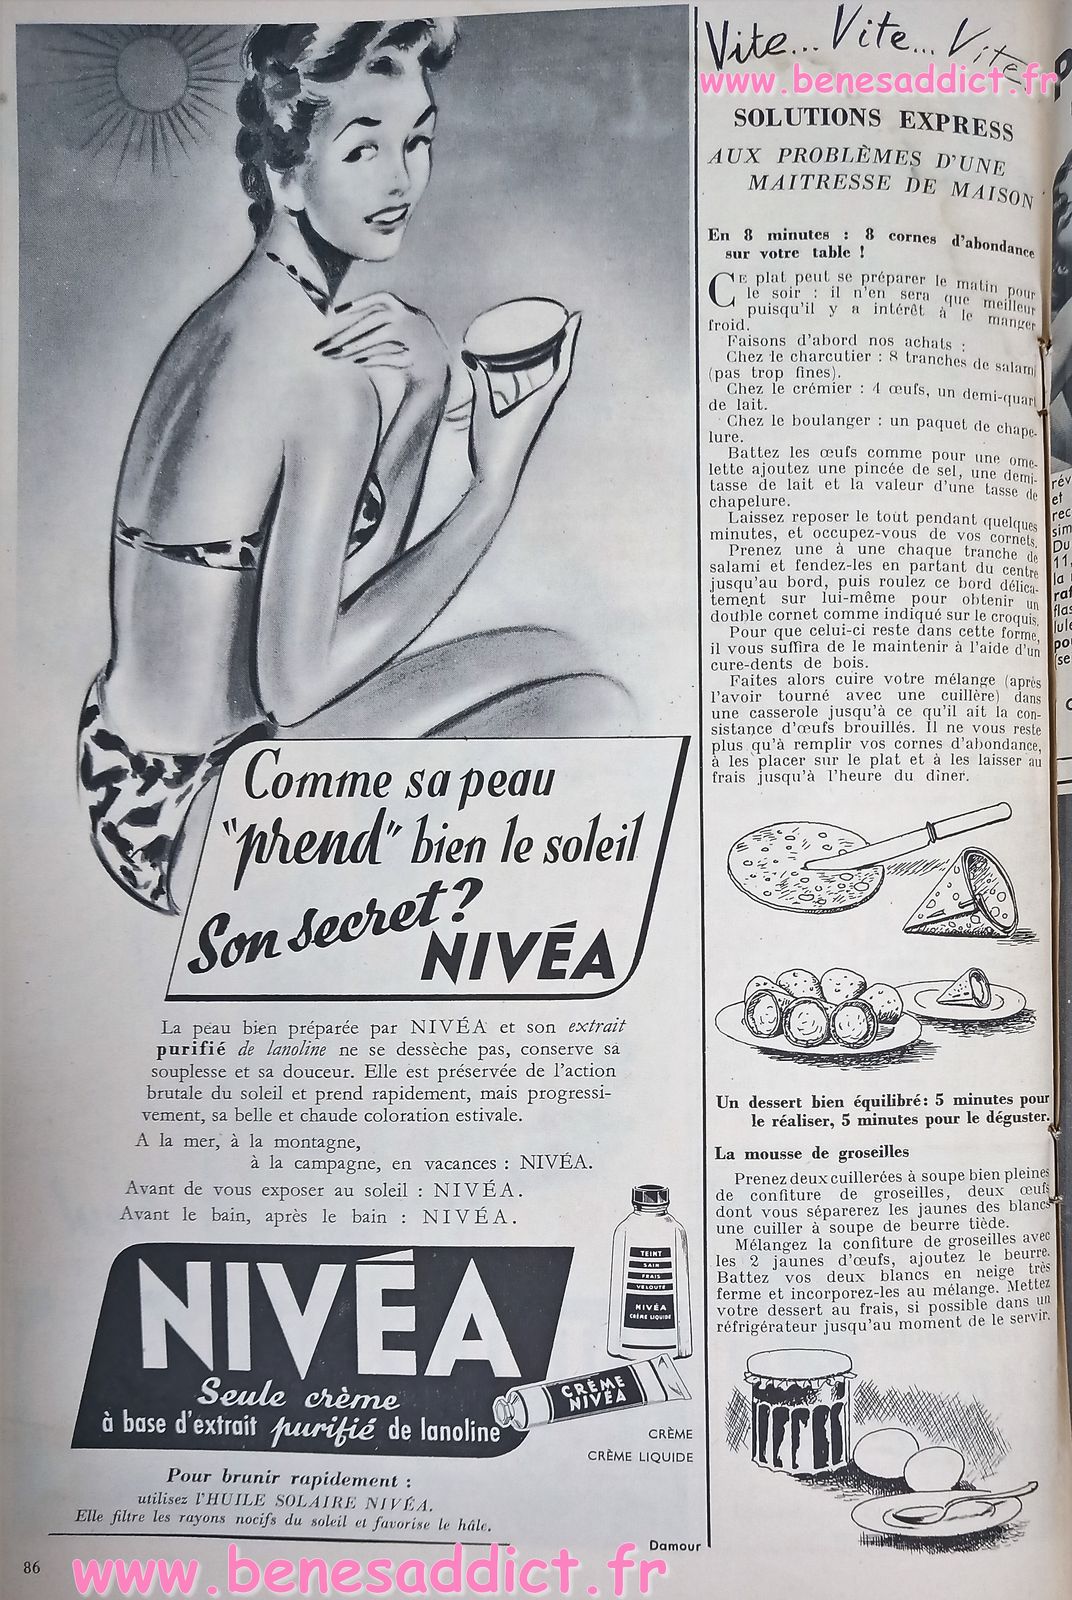 Comme sa peau
"prend" bien le soleil
Son secret?
NIVÉA
La peau bien préparée par NIVÉA et son extrait
purifié de lanoline ne se dessèche pas, conserve sa
souplesse et sa douceur. Elle est préservée de l'action
brutale du soleil et prend rapidement, mais progressi-
vement, sa belle et chaude coloration estivale.
A la mer, à la montagne,
à la campagne, en vacances : NIVÉA.
Avant de vous exposer au soleil : NIVÉA.
Avant le bain, après le bain : NIVÉA.
TEINT
SAIN
FRAIS
VELOUTÉ
NIVÉA
CRÈME LIQUIDE
NIVÉA
Seule crème
à base d'extrait purifié de lanoline
CRÈME
NIVÉA
CRÈME
CRÈME LIQUIDE
Pour brunir rapidement :
utilisez l'HUILE SOLAIRE NIVÉA.
Elle filtre les rayons nocifs du soleil et favorise le hâle.
Damour
86
www.benesaddict.fr
Vite... Vite... Vite.
www.benesaddict.fr
SOLUTIONS EXPRESS
AUX PROBLÈMES D'UNE
MAITRESSE DE MAISON
En 8 minutes : 8 cornes d'abondance
sur votre table !
CE plat peut se préparer le matin pour
le soir : il n'en sera que meilleur
puisqu'il y a intérêt à le manger
froid.
Faisons d'abord nos achats :
Chez le charcutier : 8 tranches de salami
(pas trop fines).
Chez le crémier : 4 œufs, un demi-quart
de lait.
Chez le boulanger : un paquet de chape-
lure.
Battez les œufs comme pour une ome-
lette ajoutez une pincée de sel, une demi-
tasse de lait et la valeur d'une tasse de
chapelure.
Laissez reposer le tout pendant quelques
minutes, et occupez-vous de vos cornets.
Prenez une à une chaque tranche de
salami et fendez-les en partant du centre
jusqu'au bord, puis roulez ce bord délica-
tement sur lui-même pour obtenir un
double cornet comme indiqué sur le croquis.
Pour que celui-ci reste dans cette forme,
il vous suffira de le maintenir à l'aide d'un
cure-dents de bois.
Faites alors cuire votre mélange (après
l'avoir tourné avec une cuillère) dans
une casserole jusqu'à ce qu'il ait la con-
sistance d'œufs brouillés. Il ne vous reste
plus qu'à remplir vos cornes d'abondance,
à les placer sur le plat et à les laisser au
frais jusqu'à l'heure du dîner.
Un dessert bien équilibré: 5 minutes pour
le réaliser, 5 minutes pour le déguster.
La mousse de groseilles
Prenez deux cuillerées à soupe bien pleines
de confiture de groseilles, deux œufs
dont vous séparerez les jaunes des blancs
une cuiller à soupe de beurre tiède.
Mélangez la confiture de groseilles avec
les 2 jaunes d'œufs, ajoutez le beurre.
Battez vos deux blancs en neige très
ferme et incorporez-les au mélange. Mettez
votre dessert au frais, si possible dans un
réfrigérateur jusqu'au moment de le servir.
rév
et
rec
sim
Du
11,
la
raf
flas
lule
po
(se